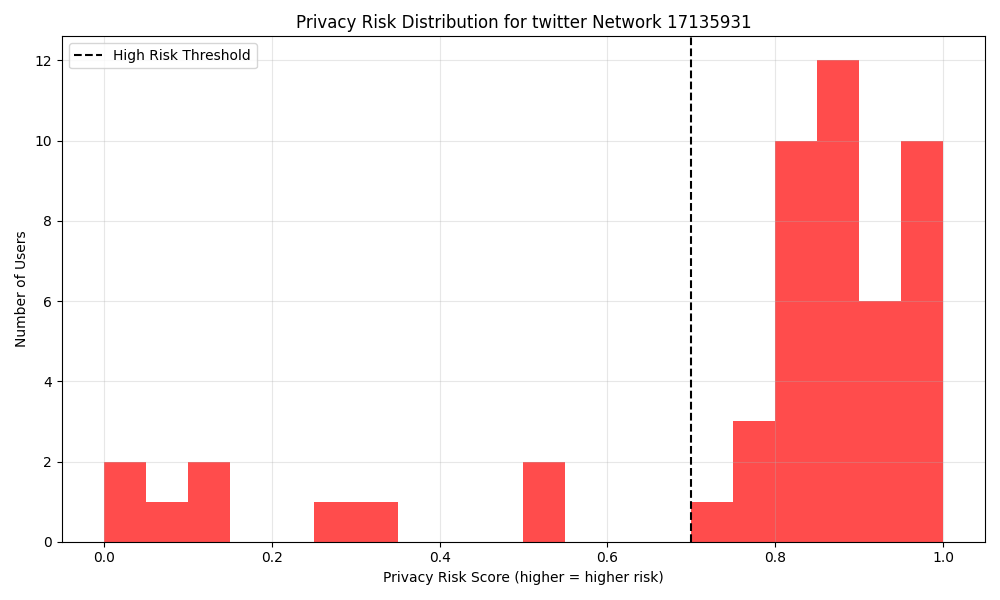 Privacy Risk Distribution for twitter Network 17135931
High Risk Threshold
Number of Users
12
10
8
6
4
2
0
0.0 0.2 0.4 0.6 0.8 1.0
Privacy Risk Score (higher = higher risk)